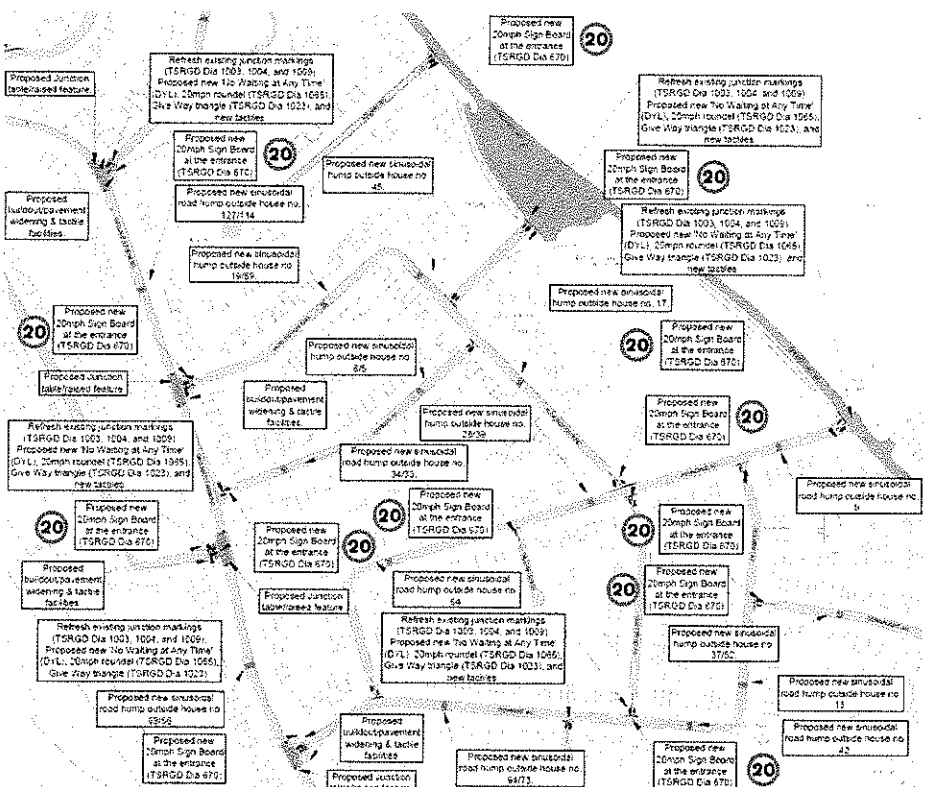 Proposed new
20mph Sign Board
at the entrance
(TSRGD Dia 670)
20
Proposed Junction
table/raised feature.
Refresh existing junction markings
(TSRGD Dia 1003, 1004, and 1009)
Proposed new 'No Waiting at Any Time'
(DYL), 20mph roundel (TSRGD Dia 1065),
Give Way triangle (TSRGD Dia 1023), and
new tactiles
Refresh existing junction markings
(TSRGD Dia 1003, 1004, and 1009)
Proposed new 'No Waiting at Any Time'
(DYL), 20mph roundel (TSRGD Dia 1065),
Give Way triangle (TSRGD Dia 1023), and
new tactiles
Proposed new
20mph Sign Board
at the entrance
(TSRGD Dia 670)
20
Proposed new sinusoidal
hump outside house no.
45.
Proposed new
20mph Sign Board
at the entrance
(TSRGD Dia 670)
20
Proposed
buildout/pavement
widening & tactile
facilities.
Proposed new sinusoidal
road hump outside house no.
127/114
Refresh existing junction markings
(TSRGD Dia 1003, 1004, and 1009)
Proposed new 'No Waiting at Any Time'
(DYL), 20mph roundel (TSRGD Dia 1065),
Give Way triangle (TSRGD Dia 1023), and
new tactiles
Proposed new sinusoidal
hump outside house no
19/59.
Proposed new sinusoidal
hump outside house no. 17.
20
Proposed new
20mph Sign Board
at the entrance
(TSRGD Dia 670)
20
Proposed new
20mph Sign Board
at the entrance
(TSRGD Dia 670)
Proposed new sinusoidal
hump outside house no
6/5
Proposed Junction
table/raised feature
Proposed
buildout/pavement
widening & tactile
facilities.
Proposed new
20mph Sign Board
at the entrance
(TSRGD Dia 670)
20
Proposed new sinusoidal
hump outside house no.
28/39
Refresh existing junction markings
(TSRGD Dia 1003, 1004, and 1009)
Proposed new 'No Waiting at Any Time'
(DYL), 20mph roundel (TSRGD Dia 1065),
Give Way triangle (TSRGD Dia 1023), and
new tactiles
Proposed new sinusoidal
road hump outside house no.
34/35.
Proposed new sinusoidal
road hump outside house no.
20
Proposed new
20mph Sign Board
at the entrance
(TSRGD Dia 670)
20
Proposed new
20mph Sign Board
at the entrance
(TSRGD Dia 670)
Proposed new
20mph Sign Board
at the entrance
(TSRGD Dia 670)
20
20
Proposed new
20mph Sign Board
at the entrance
(TSRGD Dia 670)
Proposed
buildout/pavement
widening & tactile
facilities
Proposed Junction
table/raised feature
Proposed new sinusoidal
road hump outside house no
64.
20
Proposed new
20mph Sign Board
at the entrance
(TSRGD Dia 670)
Refresh existing junction markings
(TSRGD Dia 1003, 1004, and 1009).
Proposed new 'No Waiting at Any Time'
(DYL), 20mph roundel (TSRGD Dia 1065),
Give Way triangle (TSRGD Dia 1023)
Refresh existing junction markings
(TSRGD Dia 1003, 1004, and 1009)
Proposed new 'No Waiting at Any Time'
(DYL), 20mph roundel (TSRGD Dia 1065),
Give Way triangle (TSRGD Dia 1023), and
new tactiles
Proposed new sinusoidal
hump outside house no.
37/52.
Proposed new sinusoidal
road hump outside house no
Proposed new sinusoidal
road hump outside house no
13
Proposed new
20mph Sign Board
at the entrance
(TSRGD Dia 670)
Proposed
buildout/pavement
widening & tactile
facilities
Proposed new sinusoidal
road hump outside house no.
64/73.
Proposed new
20mph Sign Board
at the entrance
(TSRGD Dia 670)
20
Proposed new sinusoidal
road hump outside house no
42
Proposed Junction